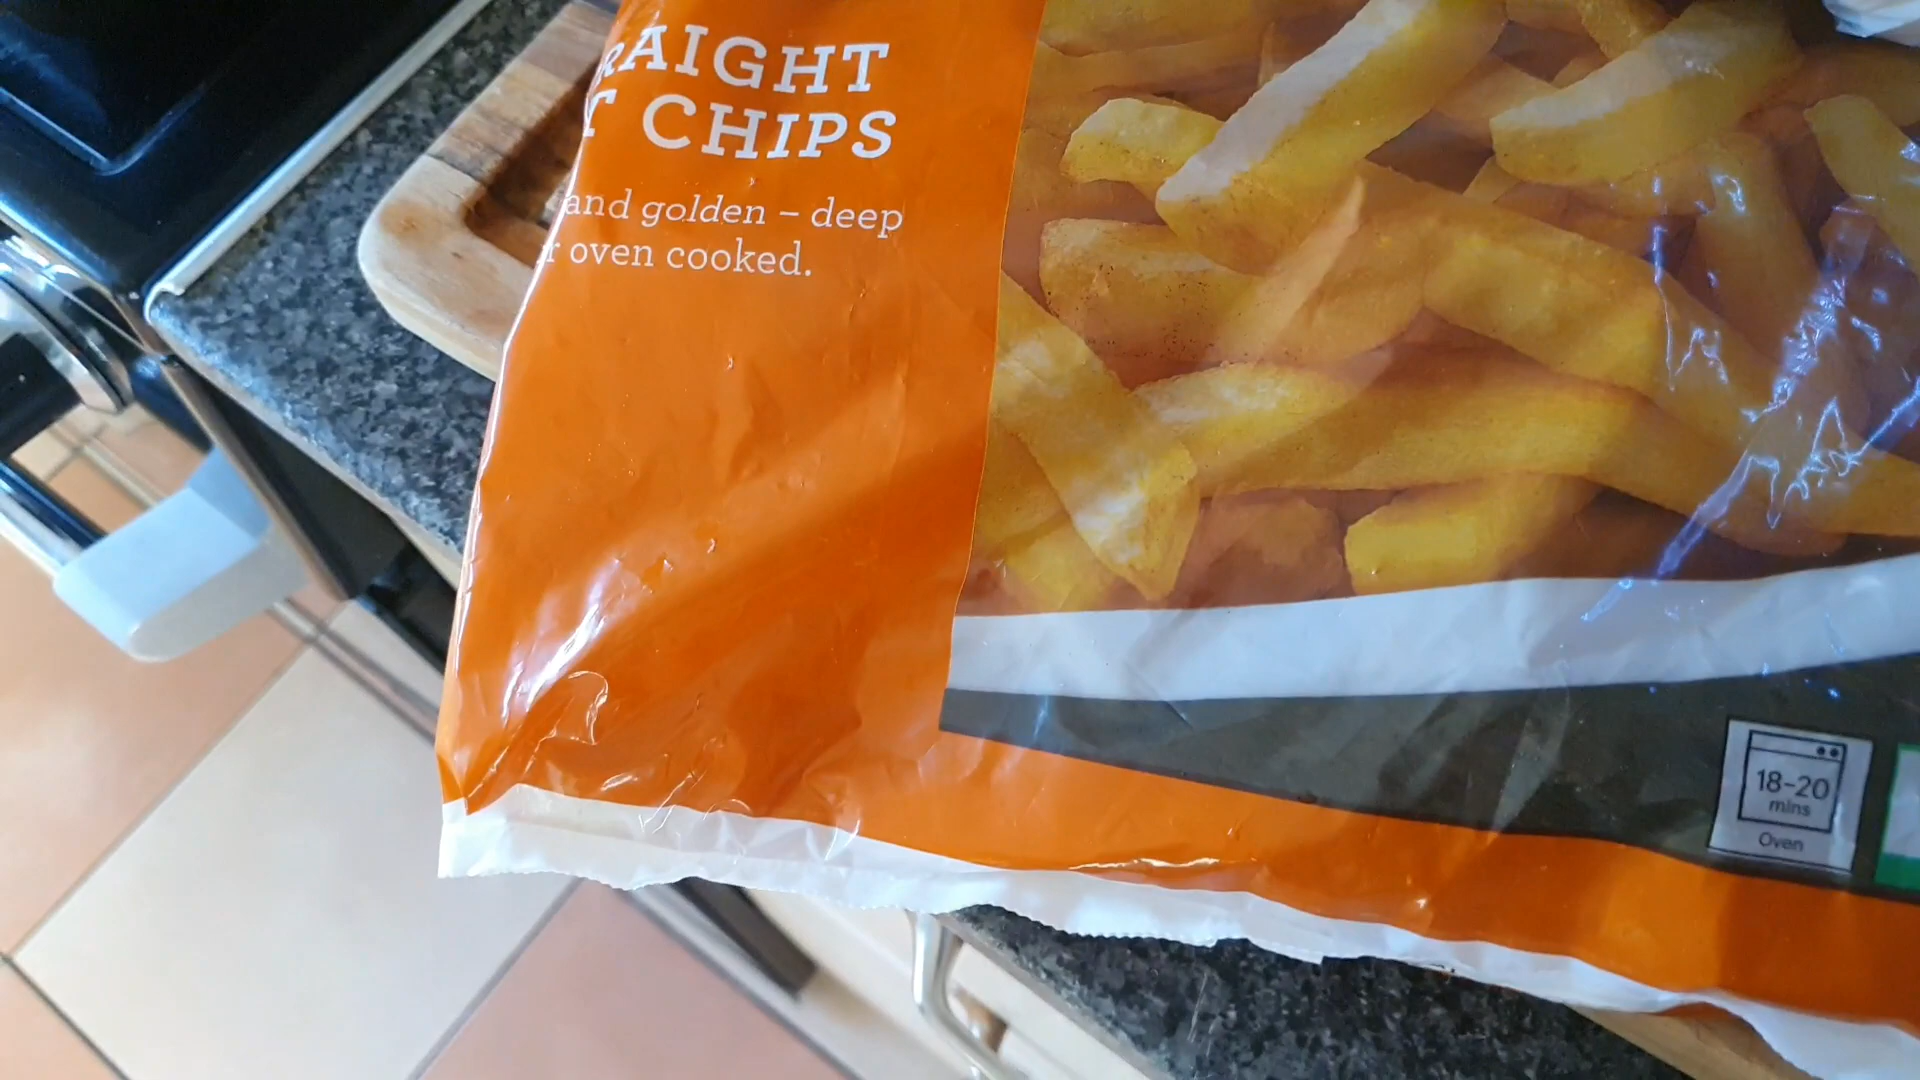 RAIGHT
T CHIPS
and golden – deep
r oven cooked.
18-20
mins
Oven